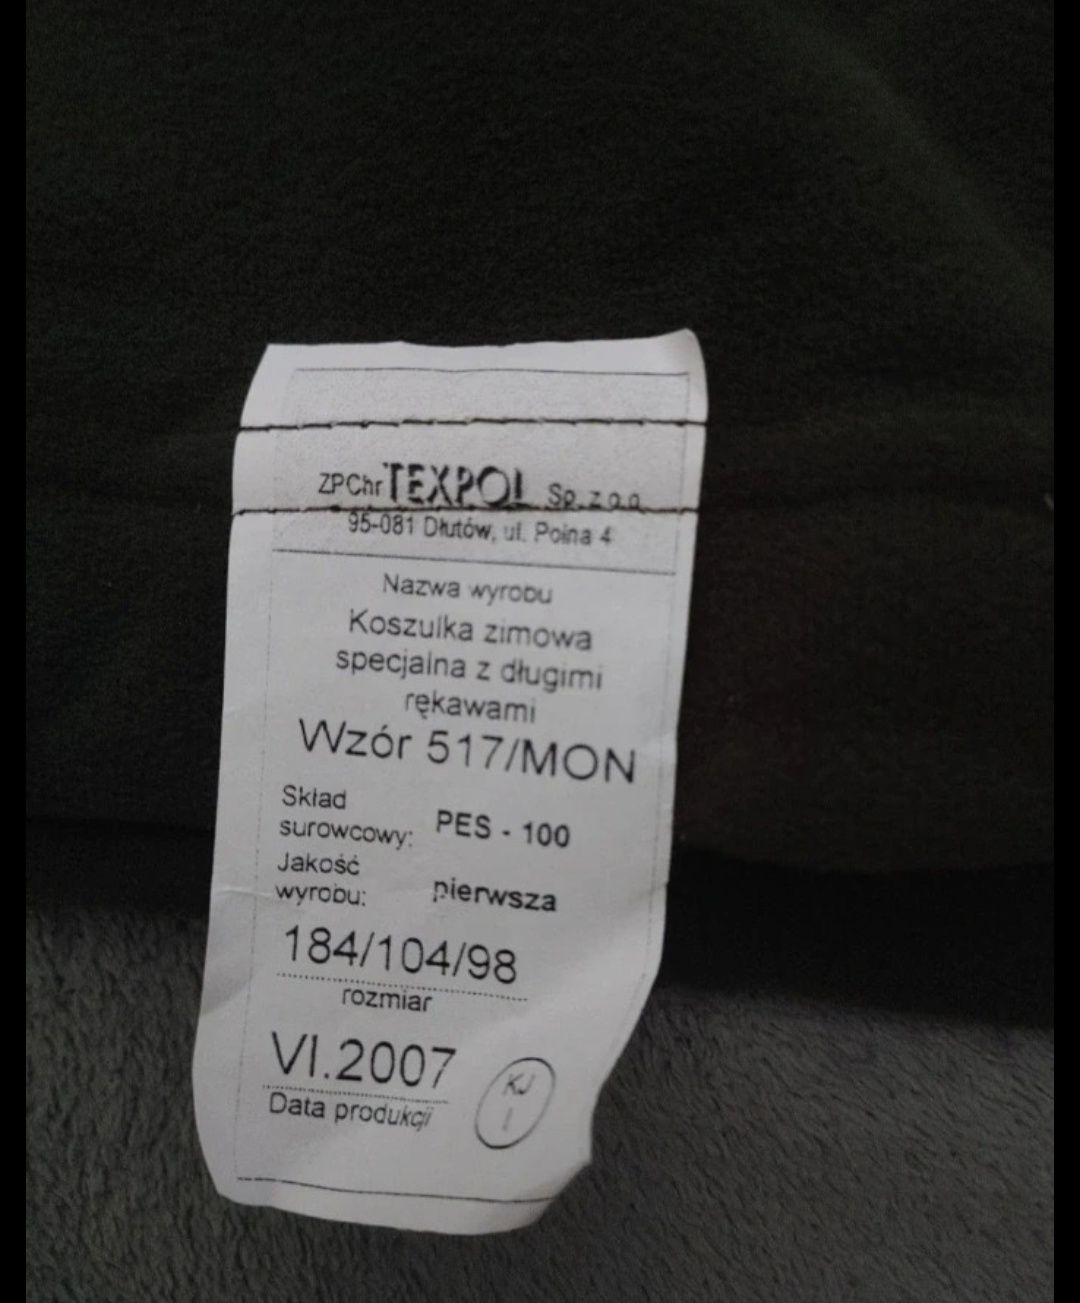 ZPChr TEXPOL Sp. z o.o.
95-081 Dłutów, ul. Polna 4
Nazwa wyrobu
Koszulka zimowa
specjalna z długimi
rękawami
Wzór 517/MON
Skład
surowcowy: PES - 100
Jakość
wyrobu: pierwsza
184/104/98
rozmiar
VI.2007
Data produkcji
KJ
1